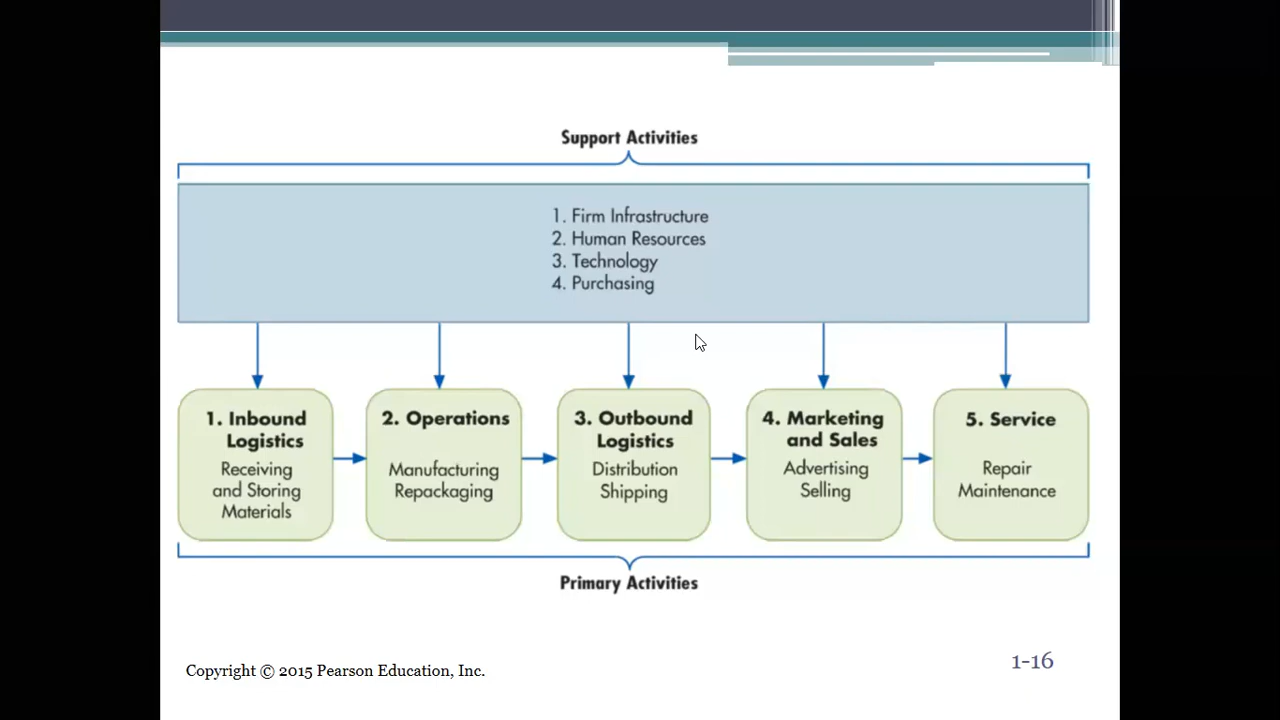 Support Activities
1. Firm Infrastructure
2. Human Resources
3. Technology
4. Purchasing
1. Inbound
Logistics
Receiving
and Storing
Materials
2. Operations
Manufacturing
Repackaging
3. Outbound
Logistics
Distribution
Shipping
4. Marketing
and Sales
Advertising
Selling
5. Service
Repair
Maintenance
Primary Activities
Copyright © 2015 Pearson Education, Inc.
1-16